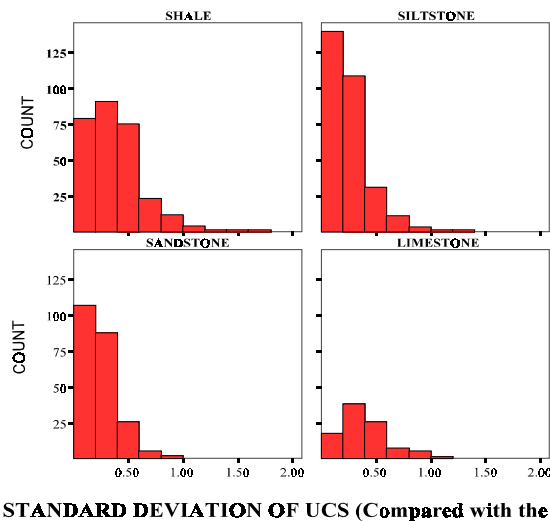 SHALE SILTSTONE
COUNT
125
100
75
50
25
SANDSTONE LIMESTONE
COUNT
125
100
75
50
25
0.50 1.00 1.50 2.00 0.50 1.00 1.50 2.00
STANDARD DEVIATION OF UCS (Compared with the